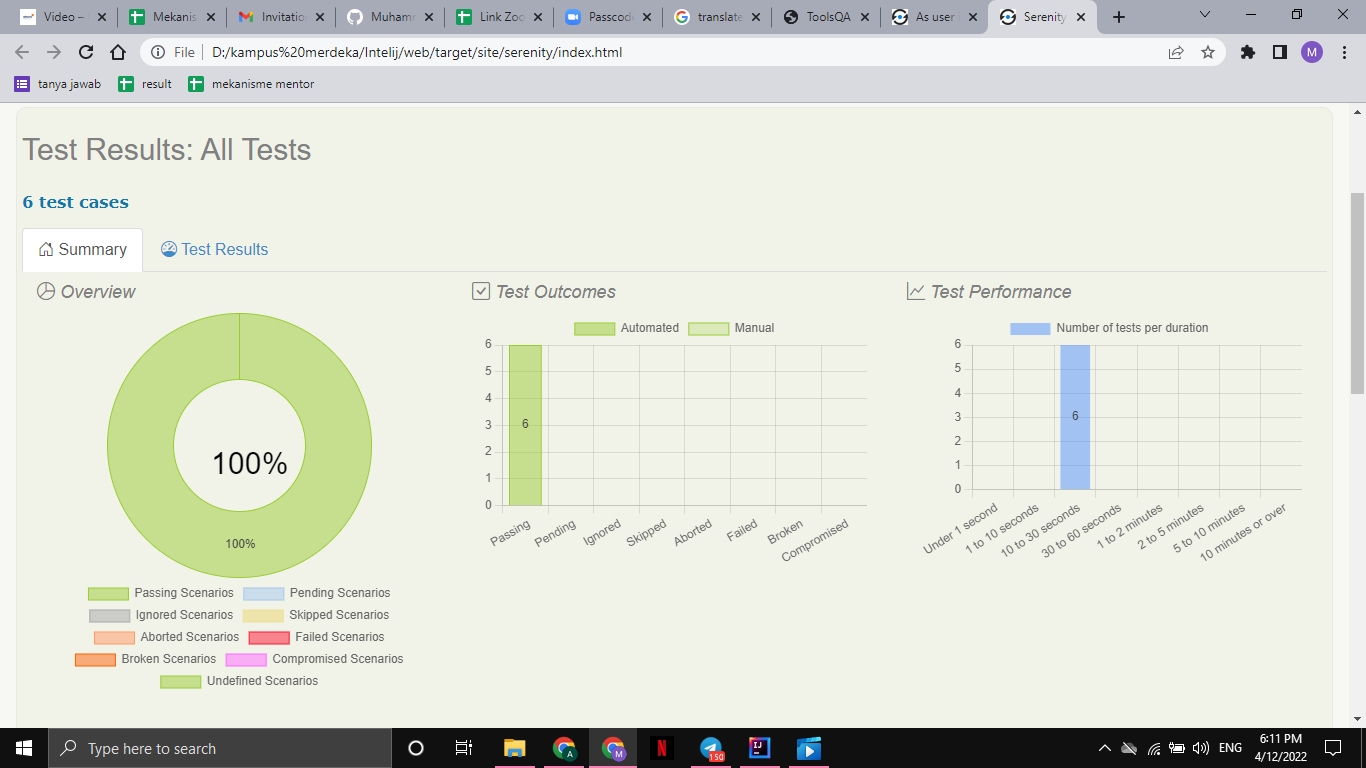 Video –
Mekanis
Invitatio
Muhamm
Link Zoo
Passcode
translate
ToolsQA
As user
Serenity
File D:/kampus%20merdeka/Intelij/web/target/site/serenity/index.html
M
tanya jawab result mekanisme mentor
Test Results: All Tests
6 test cases
Summary Test Results
Overview
100%
100%
Passing Scenarios Pending Scenarios
Ignored Scenarios Skipped Scenarios
Aborted Scenarios Failed Scenarios
Broken Scenarios Compromised Scenarios
Undefined Scenarios
Test Outcomes
Automated Manual
6
5
4
3
2
1
0
6
Passing Pending Ignored Skipped Aborted Failed Broken Compromised
Test Performance
Number of tests per duration
6
5
4
3
2
1
0
6
Under 1 second
1 to 10 seconds
10 to 30 seconds
30 to 60 seconds
1 to 2 minutes
2 to 5 minutes
5 to 10 minutes
10 minutes or over
Type here to search
A
M
N
150
IJ
ENG
6:11 PM
4/12/2022